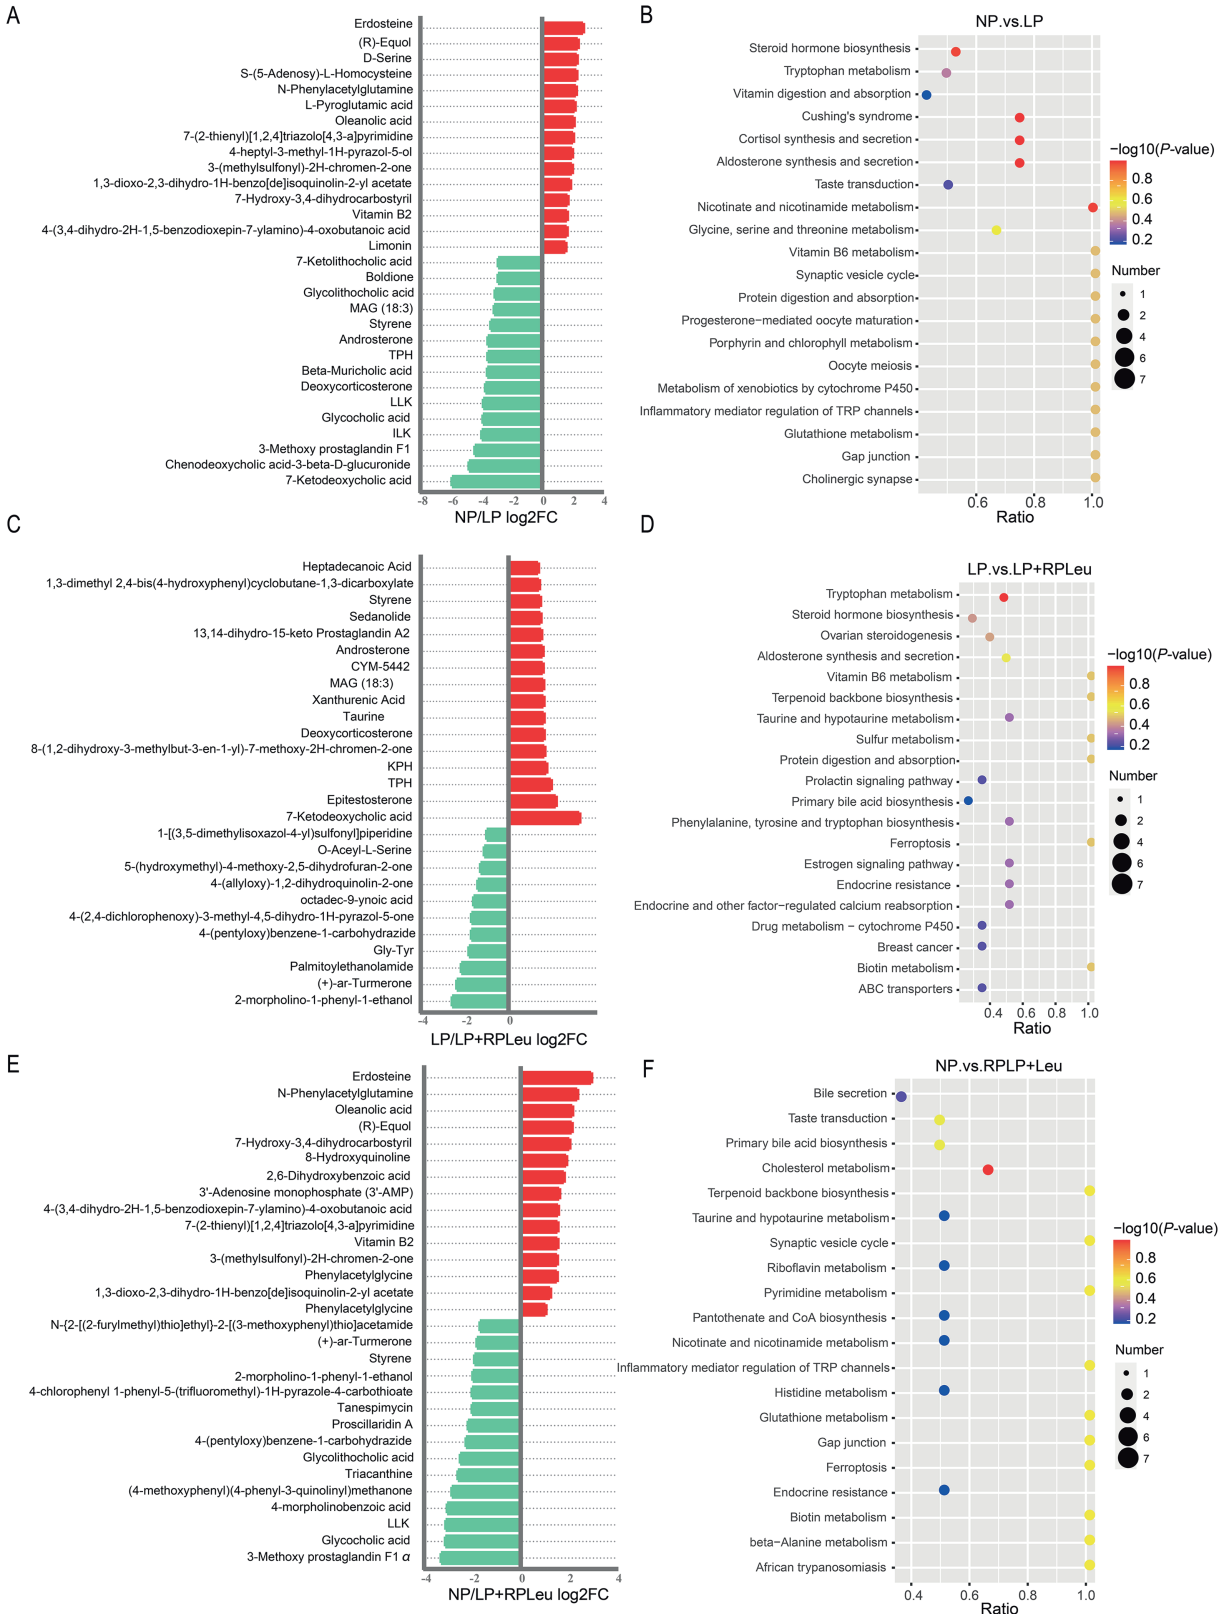 A
Erdosteine
(R)-Equol
D-Serine
S-(5-Adenosy)-L-Homocysteine
N-Phenylacetylglutamine
L-Pyroglutamic acid
Oleanolic acid
7-(2-thienyl)[1,2,4]triazolo[4,3-a]pyrimidine
4-heptyl-3-methyl-1H-pyrazol-5-ol
3-(methylsulfonyl)-2H-chromen-2-one
1,3-dioxo-2,3-dihydro-1H-benzo[de]isoquinolin-2-yl acetate
7-Hydroxy-3,4-dihydrocarbostyril
Vitamin B2
4-(3,4-dihydro-2H-1,5-benzodioxepin-7-ylamino)-4-oxobutanoic acid
Limonin
7-Ketolithocholic acid
Boldione
Glycolithocholic acid
MAG (18:3)
Styrene
Androsterone
TPH
Beta-Muricholic acid
Deoxycorticosterone
LLK
Glycocholic acid
ILK
3-Methoxy prostaglandin F1
Chenodeoxycholic acid-3-beta-D-glucuronide
7-Ketodeoxycholic acid
-8 -6 -4 -2 0 2 4
NP/LP log2FC
B
NP.vs.LP
Steroid hormone biosynthesis
Tryptophan metabolism
Vitamin digestion and absorption
Cushing's syndrome
Cortisol synthesis and secretion
Aldosterone synthesis and secretion
Taste transduction
Nicotinate and nicotinamide metabolism
Glycine, serine and threonine metabolism
Vitamin B6 metabolism
Synaptic vesicle cycle
Protein digestion and absorption
Progesterone−mediated oocyte maturation
Porphyrin and chlorophyll metabolism
Oocyte meiosis
Metabolism of xenobiotics by cytochrome P450
Inflammatory mediator regulation of TRP channels
Glutathione metabolism
Gap junction
Cholinergic synapse
0.6 0.8 1.0
Ratio
−log10(P-value)
0.8
0.6
0.4
0.2
Number
1
2
4
6
7
C
Heptadecanoic Acid
1,3-dimethyl 2,4-bis(4-hydroxyphenyl)cyclobutane-1,3-dicarboxylate
Styrene
Sedanolide
13,14-dihydro-15-keto Prostaglandin A2
Androsterone
CYM-5442
MAG (18:3)
Xanthurenic Acid
Taurine
Deoxycorticosterone
8-(1,2-dihydroxy-3-methylbut-3-en-1-yl)-7-methoxy-2H-chromen-2-one
KPH
TPH
Epitestosterone
7-Ketodeoxycholic acid
1-[(3,5-dimethylisoxazol-4-yl)sulfonyl]piperidine
O-Aceyl-L-Serine
5-(hydroxymethyl)-4-methoxy-2,5-dihydrofuran-2-one
4-(allyloxy)-1,2-dihydroquinolin-2-one
octadec-9-ynoic acid
4-(2,4-dichlorophenoxy)-3-methyl-4,5-dihydro-1H-pyrazol-5-one
4-(pentyloxy)benzene-1-carbohydrazide
Gly-Tyr
Palmitoylethanolamide
(+)-ar-Turmerone
2-morpholino-1-phenyl-1-ethanol
-4 -2 0
LP/LP+RPLeu log2FC
D
LP.vs.LP+RPLeu
Tryptophan metabolism
Steroid hormone biosynthesis
Ovarian steroidogenesis
Aldosterone synthesis and secretion
Vitamin B6 metabolism
Terpenoid backbone biosynthesis
Taurine and hypotaurine metabolism
Sulfur metabolism
Protein digestion and absorption
Prolactin signaling pathway
Primary bile acid biosynthesis
Phenylalanine, tyrosine and tryptophan biosynthesis
Ferroptosis
Estrogen signaling pathway
Endocrine resistance
Endocrine and other factor−regulated calcium reabsorption
Drug metabolism − cytochrome P450
Breast cancer
Biotin metabolism
ABC transporters
0.4 0.6 0.8 1.0
Ratio
−log10(P-value)
0.8
0.6
0.4
0.2
Number
1
2
4
6
7
E
Erdosteine
N-Phenylacetylglutamine
Oleanolic acid
(R)-Equol
7-Hydroxy-3,4-dihydrocarbostyril
8-Hydroxyquinoline
2,6-Dihydroxybenzoic acid
3'-Adenosine monophosphate (3'-AMP)
4-(3,4-dihydro-2H-1,5-benzodioxepin-7-ylamino)-4-oxobutanoic acid
7-(2-thienyl)[1,2,4]triazolo[4,3-a]pyrimidine
Vitamin B2
3-(methylsulfonyl)-2H-chromen-2-one
Phenylacetylglycine
1,3-dioxo-2,3-dihydro-1H-benzo[de]isoquinolin-2-yl acetate
Phenylacetylglycine
N-{2-[(2-furylmethyl)thio]ethyl}-2-[(3-methoxyphenyl)thio]acetamide
(+)-ar-Turmerone
Styrene
2-morpholino-1-phenyl-1-ethanol
4-chlorophenyl 1-phenyl-5-(trifluoromethyl)-1H-pyrazole-4-carbothioate
Tanespimycin
Proscillaridin A
4-(pentyloxy)benzene-1-carbohydrazide
Glycolithocholic acid
Triacanthine
(4-methoxyphenyl)(4-phenyl-3-quinolinyl)methanone
4-morpholinobenzoic acid
LLK
Glycocholic acid
3-Methoxy prostaglandin F1 α
-4 -2 0 2 4
NP/LP+RPLeu log2FC
F
NP.vs.RPLP+Leu
Bile secretion
Taste transduction
Primary bile acid biosynthesis
Cholesterol metabolism
Terpenoid backbone biosynthesis
Taurine and hypotaurine metabolism
Synaptic vesicle cycle
Riboflavin metabolism
Pyrimidine metabolism
Pantothenate and CoA biosynthesis
Nicotinate and nicotinamide metabolism
Inflammatory mediator regulation of TRP channels
Histidine metabolism
Glutathione metabolism
Gap junction
Ferroptosis
Endocrine resistance
Biotin metabolism
beta−Alanine metabolism
African trypanosomiasis
0.4 0.6 0.8 1.0
Ratio
−log10(P-value)
0.8
0.6
0.4
0.2
Number
1
2
4
6
7